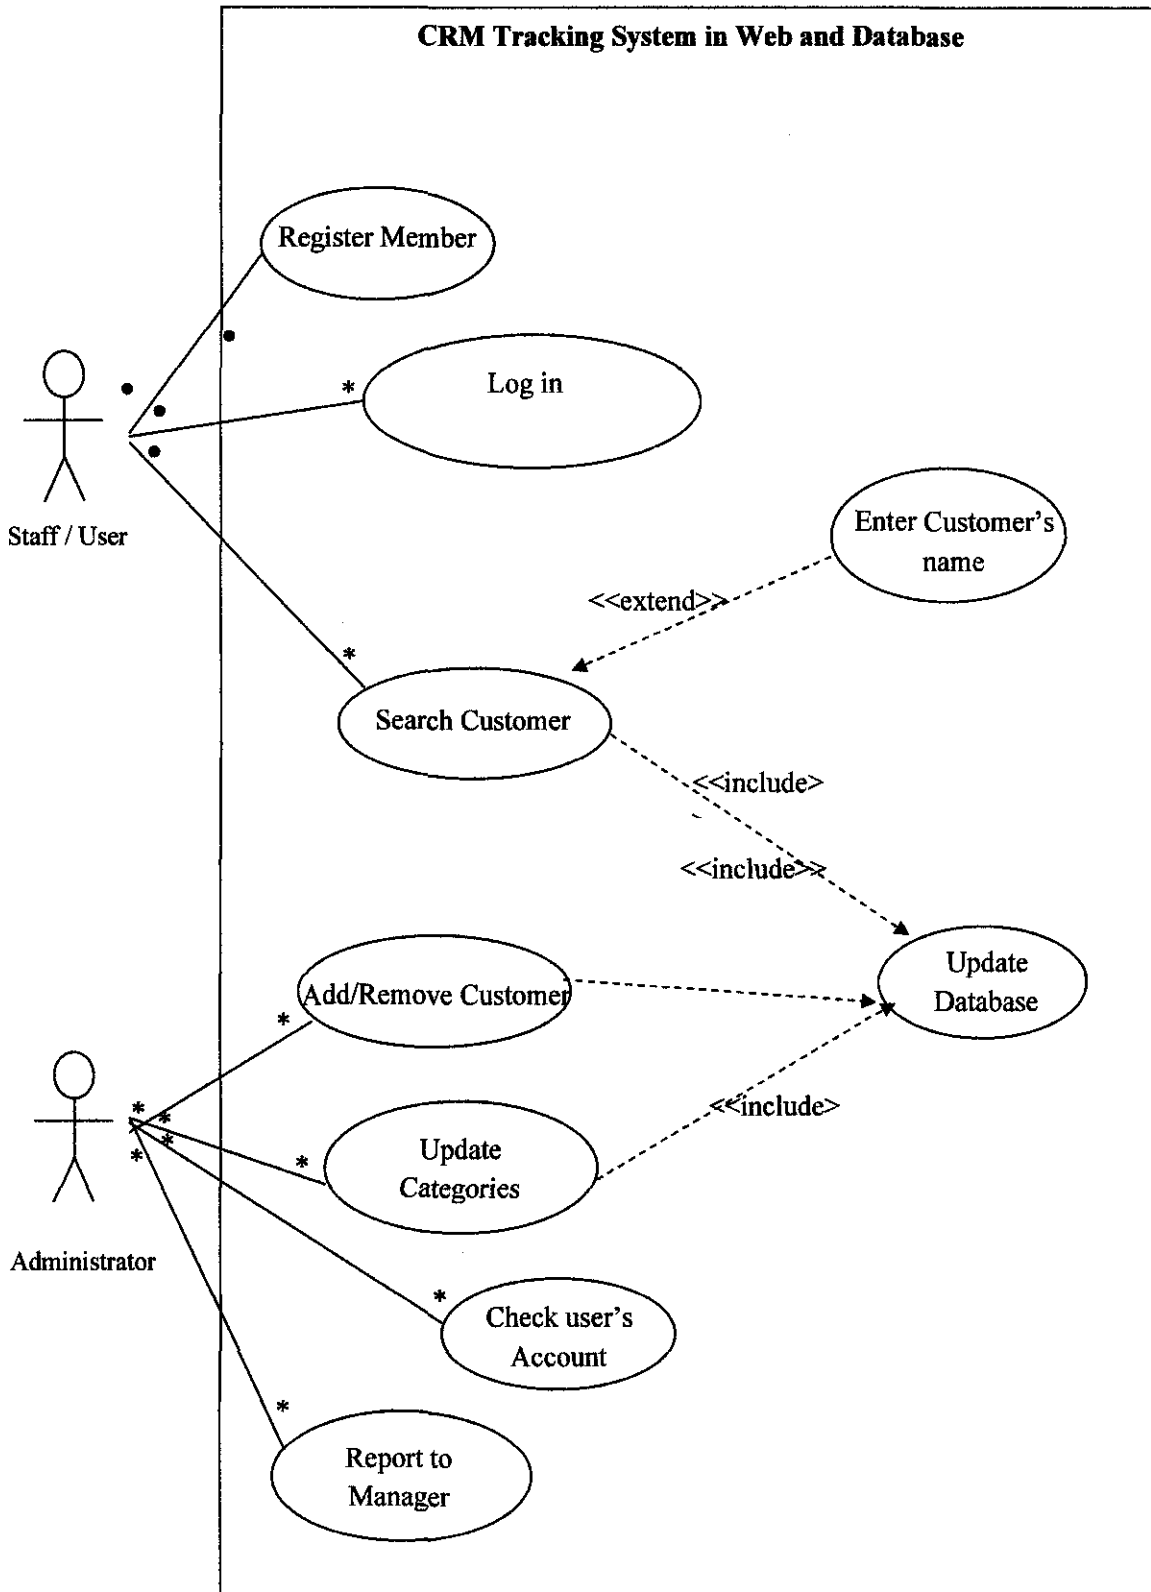 CRM Tracking System in Web and Database
Register Member
*
Log in
Staff / User
Enter Customer's
name
<<extend>>
*
Search Customer
<<include>
<<include>>
Update
Database
Add/Remove Customer
*
*
*
*
*
<<include>
Update
Categories
*
Administrator
*
Check user's
Account
*
Report to
Manager